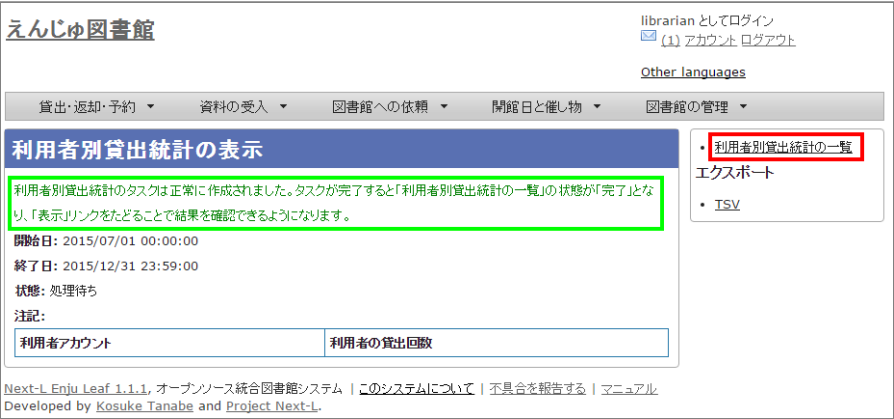 えんじゅ図書館
librarian としてログイン
(1) アカウント ログアウト
Other languages
貸出・返却・予約 ▼ 資料の受入 ▼ 図書館への依頼 ▼ 開館日と催し物 ▼ 図書館の管理 ▼
利用者別貸出統計の表示
利用者別貸出統計のタスクは正常に作成されました。タスクが完了すると「利用者別貸出統計の一覧」の状態が「完了」とな
り、「表示」リンクをたどることで結果を確認できるようになります。
開始日: 2015/07/01 00:00:00
終了日: 2015/12/31 23:59:00
状態: 処理待ち
注記:
利用者アカウント 利用者の貸出回数
• 利用者別貸出統計の一覧
エクスポート
• TSV
Next-L Enju Leaf 1.1.1, オープンソース統合図書館システム | このシステムについて | 不具合を報告する | マニュアル
Developed by Kosuke Tanabe and Project Next-L.